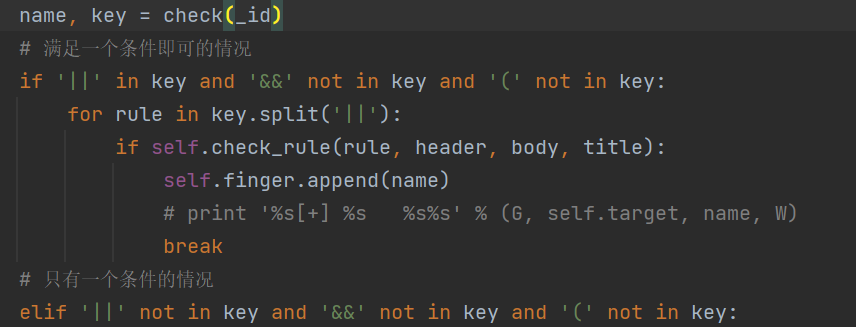 name, key = check(_id)
# 满足一个条件即可的情况
if '||' in key and '&&' not in key and '(' not in key:
    for rule in key.split('||'):
        if self.check_rule(rule, header, body, title):
            self.finger.append(name)
            # print '%s[+] %s   %s%s' % (G, self.target, name, W)
            break
# 只有一个条件的情况
elif '||' not in key and '&&' not in key and '(' not in key: